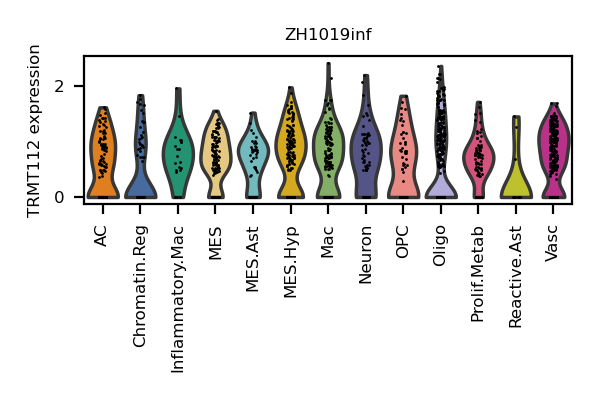 ZH1019inf
TRMT112 expression
2
0
AC
Chromatin.Reg
Inflammatory.Mac
MES
MES.Ast
MES.Hyp
Mac
Neuron
OPC
Oligo
Prolif.Metab
Reactive.Ast
Vasc